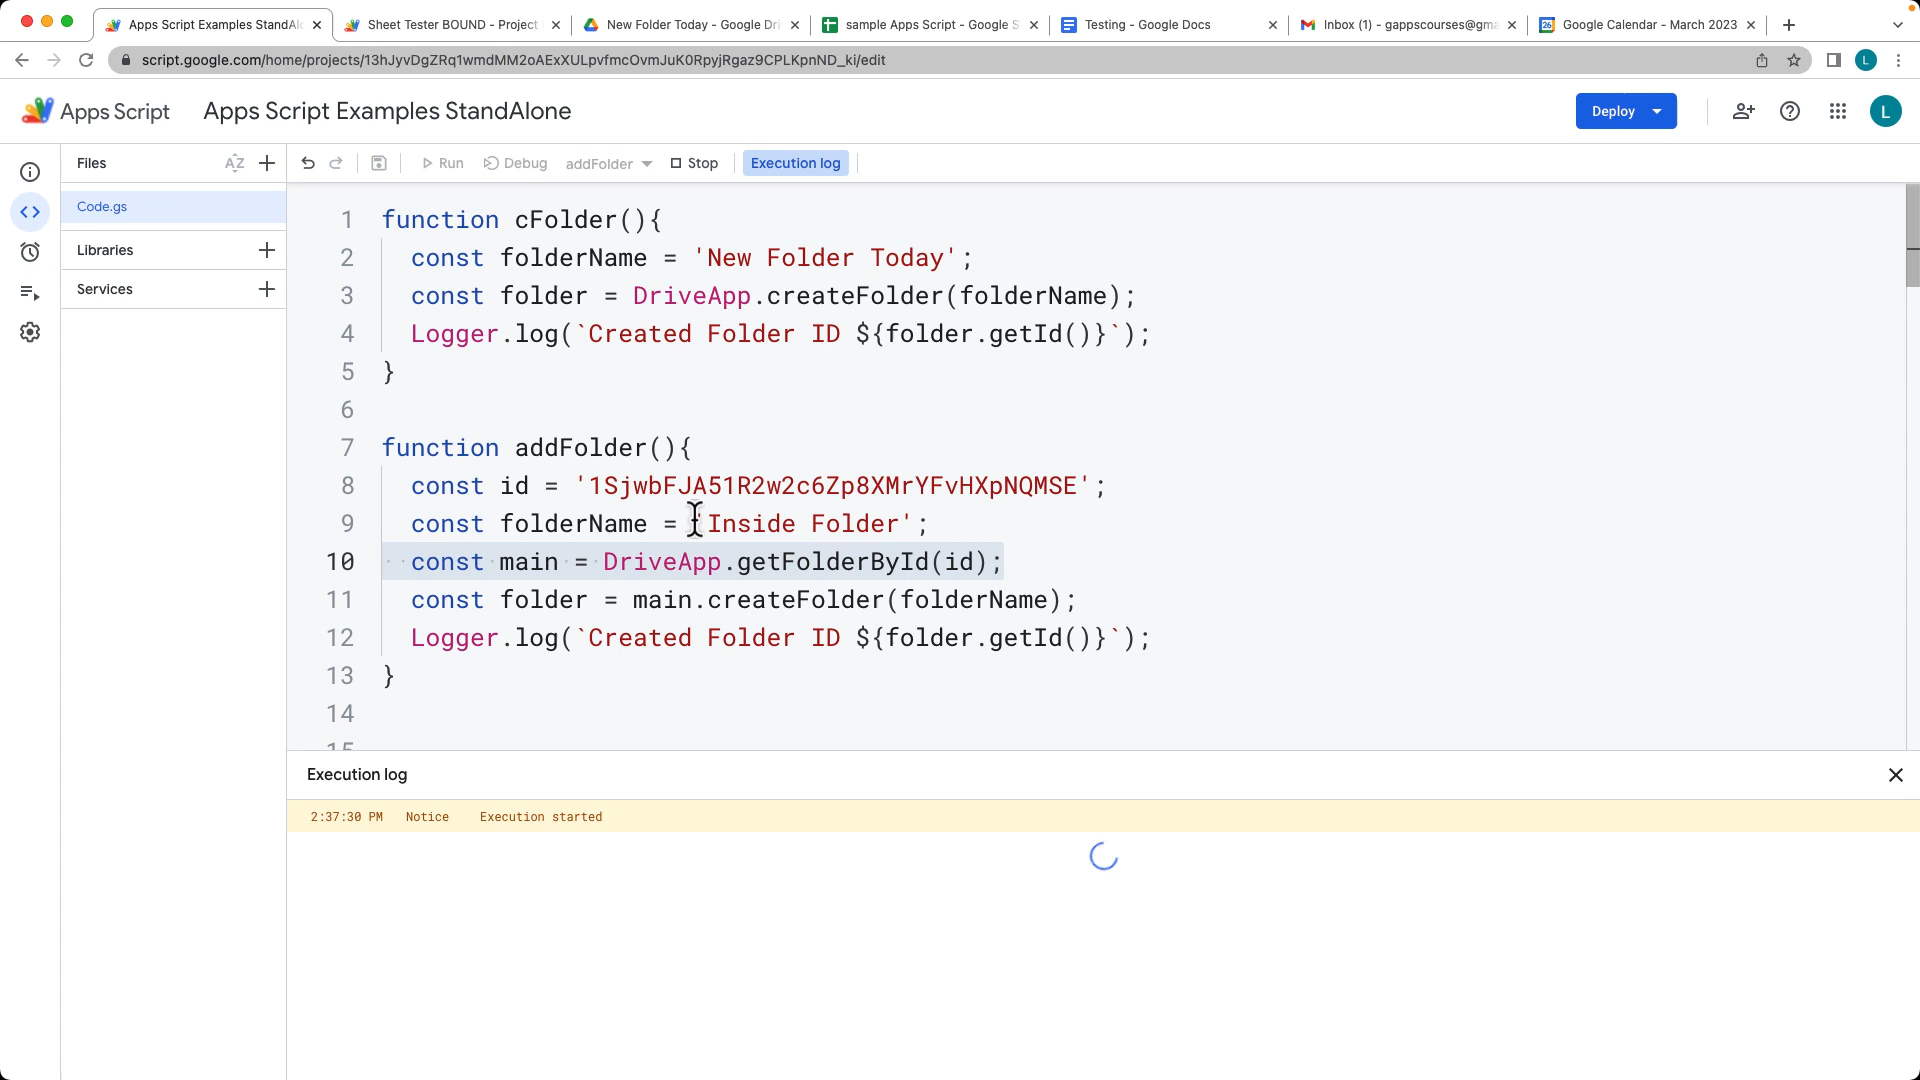 Apps Script Examples StandAl
Sheet Tester BOUND - Project
New Folder Today - Google Dri
sample Apps Script - Google S
Testing - Google Docs
Inbox (1) - gappscourses@gma
Google Calendar - March 2023
script.google.com/home/projects/13hJyvDgZRq1wmdMM2oAExXULpvfmcOvmJuK0RpyjRgaz9CPLKpnND_ki/edit
L
Apps Script
Apps Script Examples StandAlone
Deploy
L
Files
AZ
Run
Debug
addFolder
Stop
Execution log
Code.gs
Libraries
Services
1 function cFolder(){
2 const folderName = 'New Folder Today';
3 const folder = DriveApp.createFolder(folderName);
4 Logger.log(`Created Folder ID ${folder.getId()}`);
5 }
6
7 function addFolder(){
8 const id = '1SjwbFJA51R2w2c6Zp8XMrYFvHXpNQMSE';
9 const folderName = 'Inside Folder';
10 const main = DriveApp.getFolderById(id);
11 const folder = main.createFolder(folderName);
12 Logger.log(`Created Folder ID ${folder.getId()}`);
13 }
14
15
Execution log
2:37:30 PM Notice Execution started